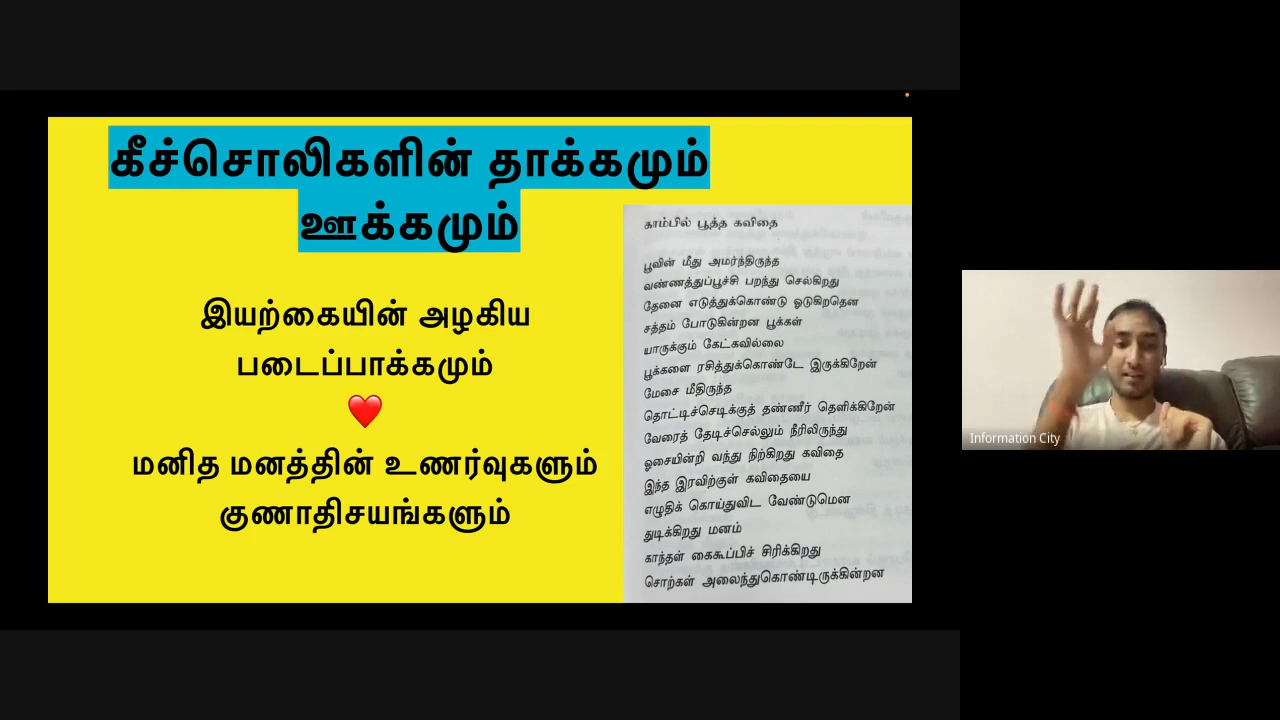 கீச்சொலிகளின் தாக்கமும்
ஊக்கமும்
இயற்கையின் அழகிய
படைப்பாக்கமும்
❤️
மனித மனத்தின் உணர்வுகளும்
குணாதிசயங்களும்
காம்பில் பூத்த கவிதை
பூவின் மீது அமர்ந்திருந்த
வண்ணத்துப்பூச்சி பறந்து செல்கிறது
தேனை எடுத்துக்கொண்டு ஓடுகிறதென
சத்தம் போடுகின்றன பூக்கள்
யாருக்கும் கேட்கவில்லை
பூக்களை ரசித்துக்கொண்டே இருக்கிறேன்
மேசை மீதிருந்த
தொட்டிச்செடிக்குத் தண்ணீர் தெளிக்கிறேன்
வேரைத் தேடிச்செல்லும் நீரிலிருந்து
ஓசையின்றி வந்து நிற்கிறது கவிதை
இந்த இரவிற்குள் கவிதையை
எழுதிக் கொய்துவிட வேண்டுமென
துடிக்கிறது மனம்
காந்தள் கைகூப்பிச் சிரிக்கிறது
சொற்கள் அலைந்துகொண்டிருக்கின்றன
Information City